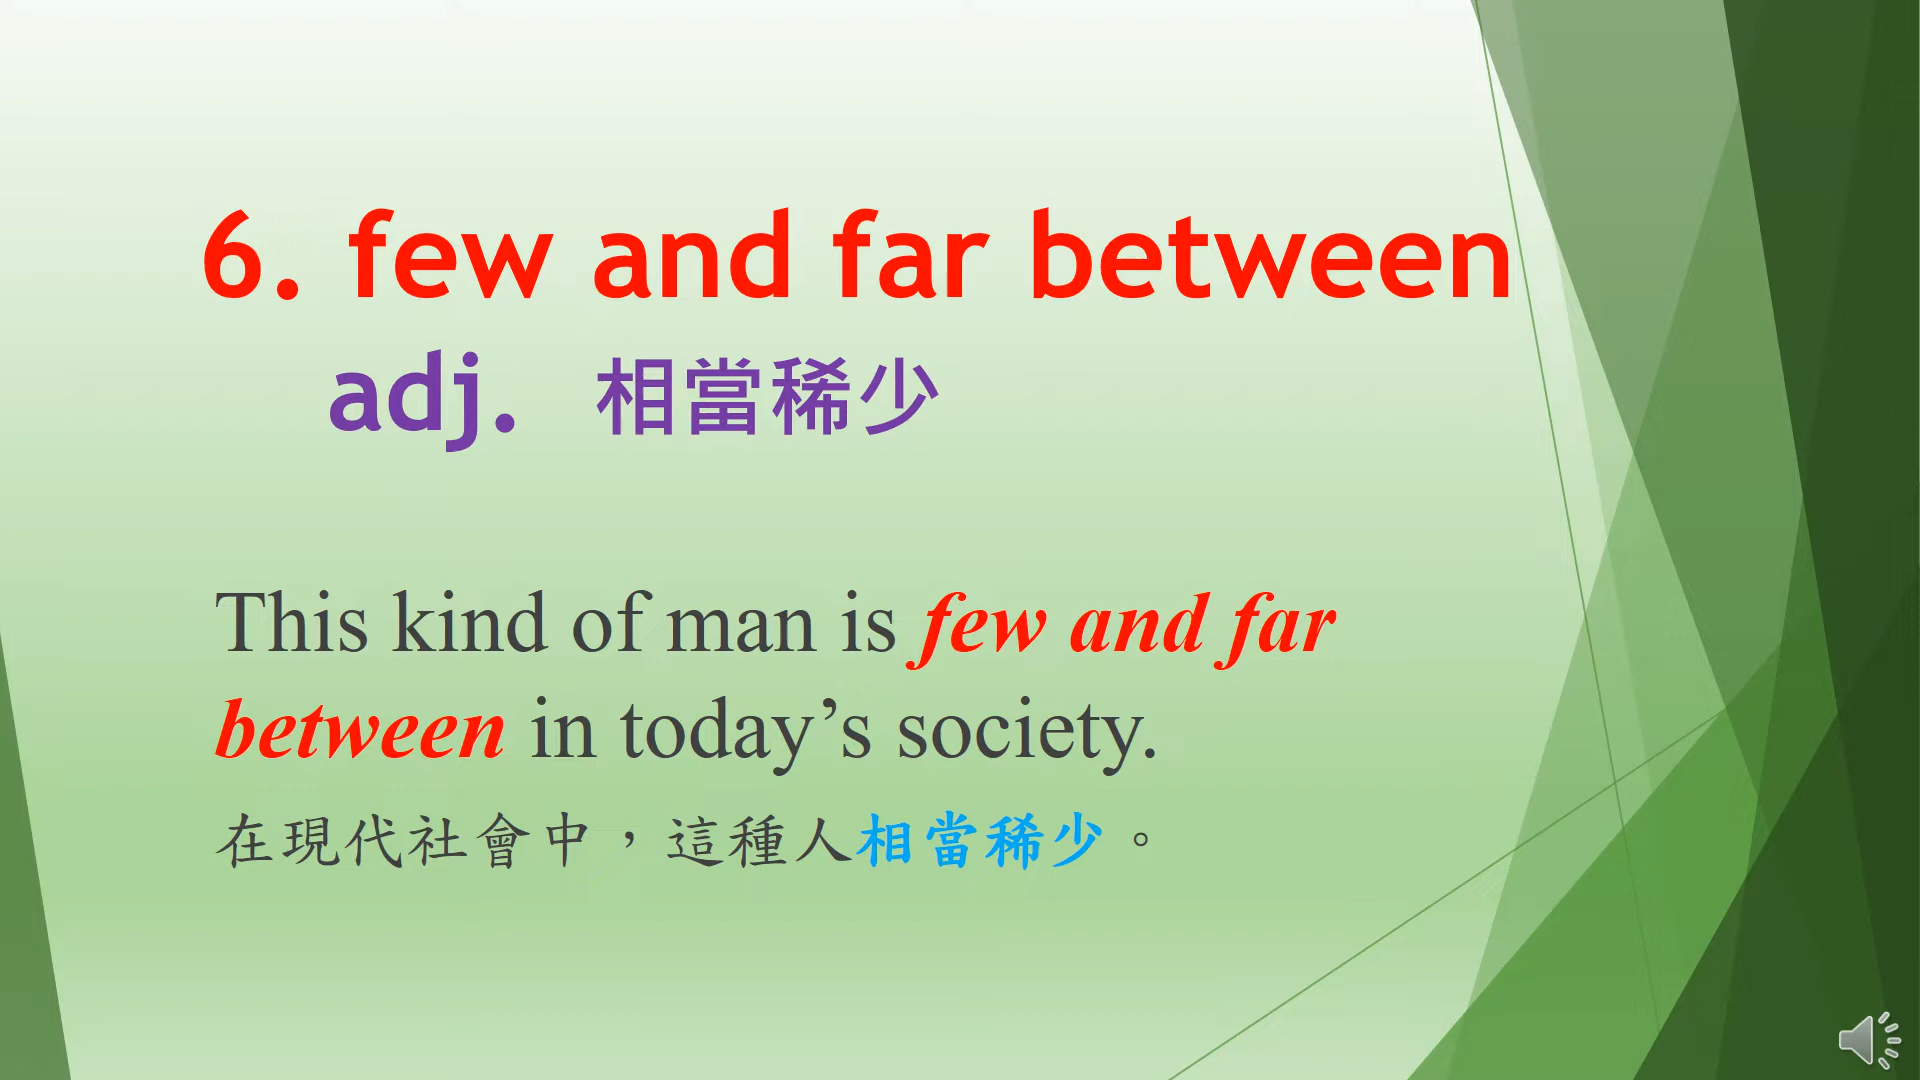 6. few and far between
adj. 相當稀少
This kind of man is few and far
between in today’s society.
在現代社會中，這種人相當稀少。